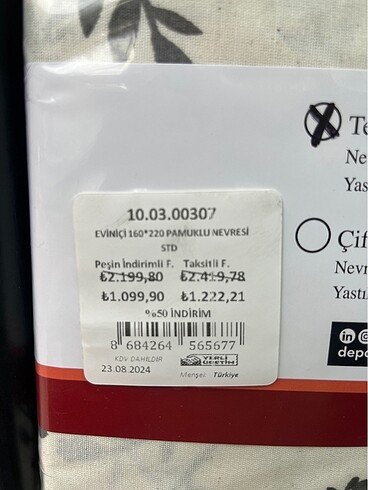 10.03.00307
EVİNİÇİ 160*220 PAMUKLU NEVRESİ
STD
Peşin İndirimli F. Taksitli F.
₺2.199,80 ₺2.419,78
₺1.099,90 ₺1.222,21
%50 İNDİRİM
8 684264 565677
KDV DAHİLDİR
YERLİ ÜRETİM
23.08.2024
Menşei Türkiye
Te
Ne
Yas
Çif
Nevr
Yastı
in
depo